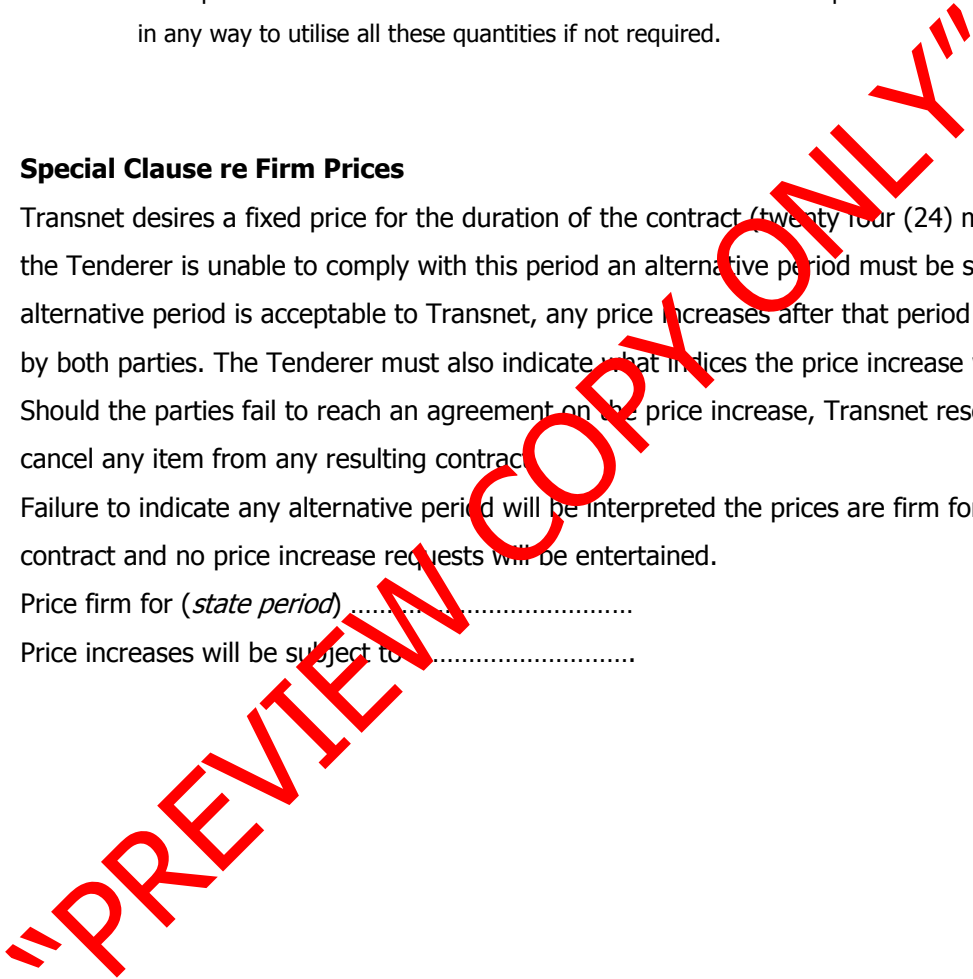 in any way to utilise all these quantities if not required.
Special Clause re Firm Prices
Transnet desires a fixed price for the duration of the contract (twenty four (24) m
the Tenderer is unable to comply with this period an alternative period must be s
alternative period is acceptable to Transnet, any price increases after that period
by both parties. The Tenderer must also indicate what indices the price increase
Should the parties fail to reach an agreement on the price increase, Transnet rese
cancel any item from any resulting contract
Failure to indicate any alternative period will be interpreted the prices are firm for
contract and no price increase requests will be entertained.
Price firm for (state period) ……………………………………
Price increases will be subject to …………………………….
"PREVIEW COPY ONLY"